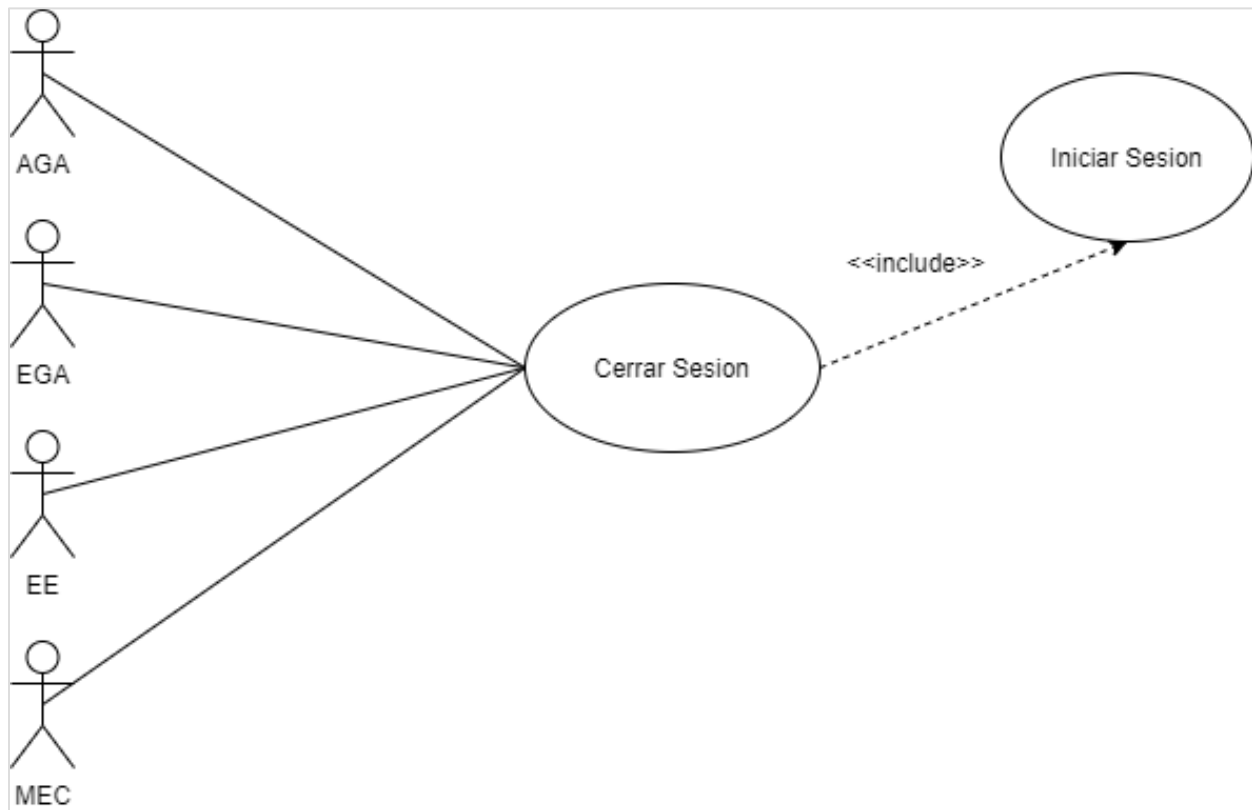 AGA
Iniciar Sesion
<<include>>
EGA
Cerrar Sesion
EE
MEC